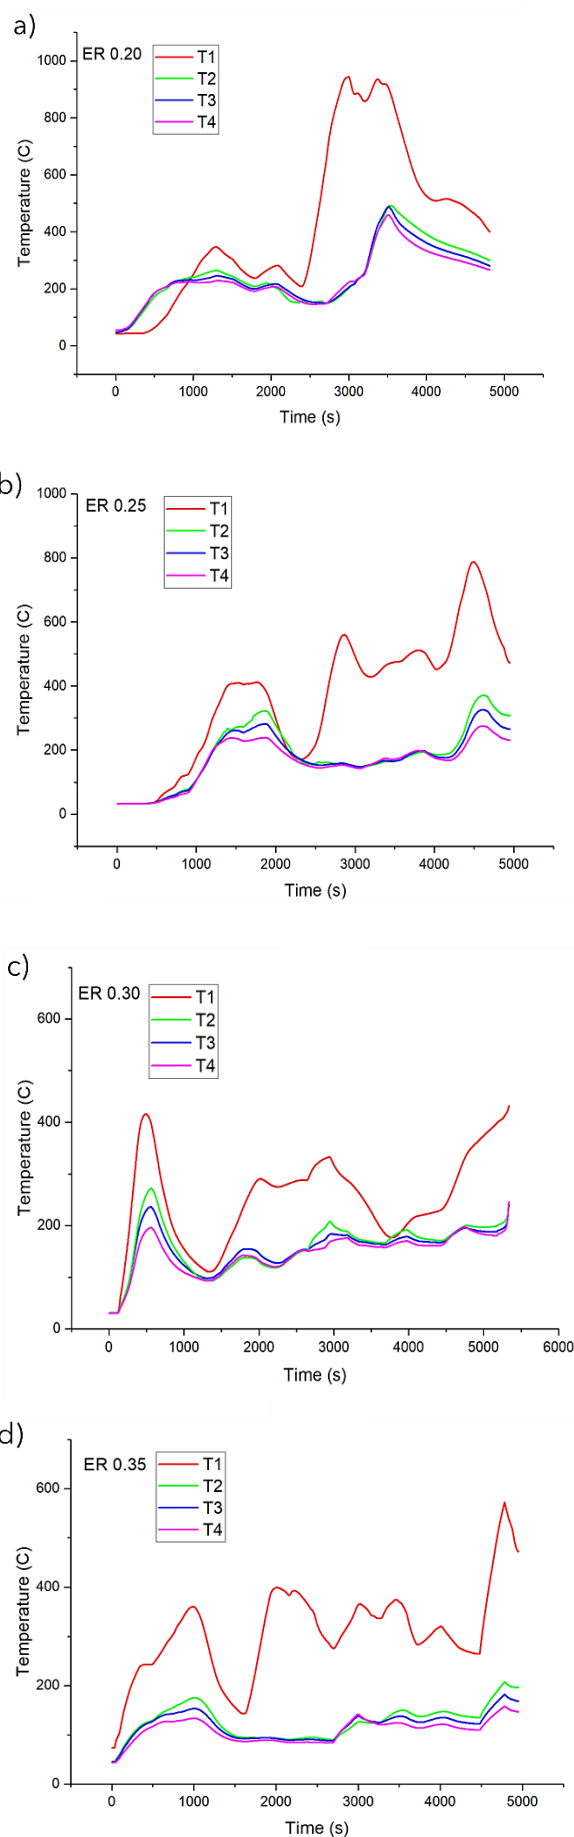 a)
ER 0.20
T1
T2
T3
T4
1000
800
600
400
200
0
Temperature (C)
0 1000 2000 3000 4000 5000
Time (s)
b)
ER 0.25
T1
T2
T3
T4
1000
800
600
400
200
0
Temperature (C)
0 1000 2000 3000 4000 5000
Time (s)
c)
ER 0.30
T1
T2
T3
T4
600
400
200
0
Temperature (C)
0 1000 2000 3000 4000 5000 6000
Time (s)
d)
ER 0.35
T1
T2
T3
T4
600
400
200
0
Temperature (C)
0 1000 2000 3000 4000 5000
Time (s)